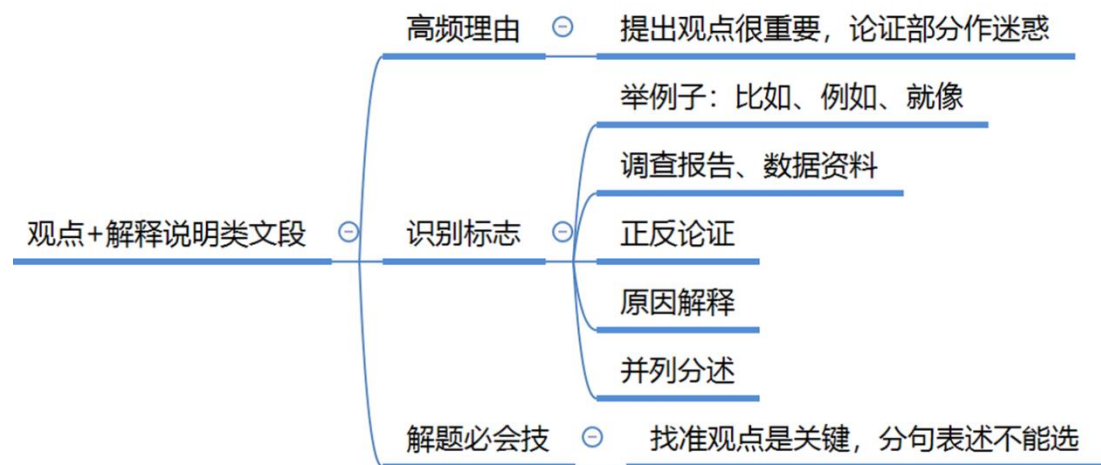 高频理由
提出观点很重要，论证部分作迷惑
举例子：比如、例如、就像
调查报告、数据资料
观点+解释说明类文段
识别标志
正反论证
原因解释
并列分述
解题必会技
找准观点是关键，分句表述不能选